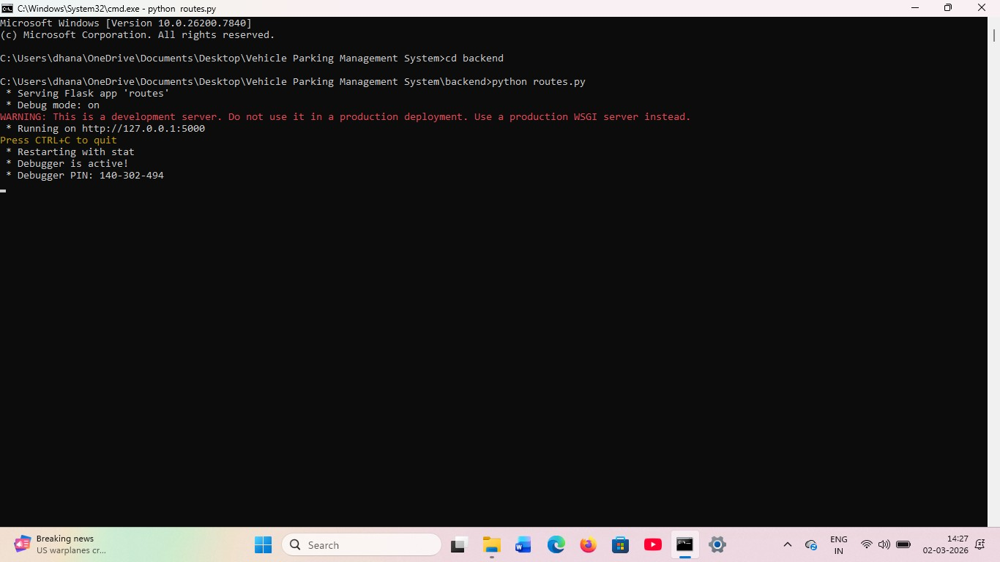 C:\Windows\System32\cmd.exe - python  routes.py
Microsoft Windows [Version 10.0.26200.7840]
(c) Microsoft Corporation. All rights reserved.
C:\Users\dhana\OneDrive\Documents\Desktop\Vehicle Parking Management System>cd backend
C:\Users\dhana\OneDrive\Documents\Desktop\Vehicle Parking Management System\backend>python routes.py
 * Serving Flask app 'routes'
 * Debug mode: on
WARNING: This is a development server. Do not use it in a production deployment. Use a production WSGI server instead.
 * Running on http://127.0.0.1:5000
Press CTRL+C to quit
 * Restarting with stat
 * Debugger is active!
 * Debugger PIN: 140-302-494
Breaking news
US warplanes cr...
Search
ENG
IN
14:27
02-03-2026